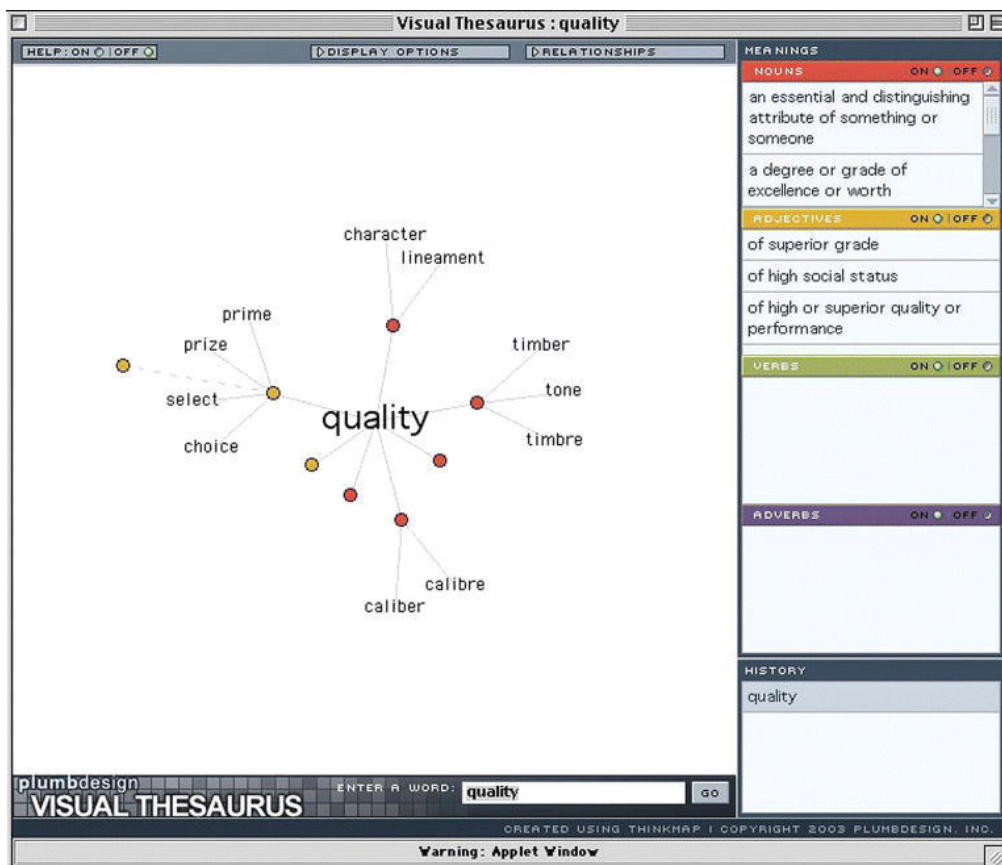 Visual Thesaurus : quality
HELP: ON | OFF
DISPLAY OPTIONS
RELATIONSHIPS
MEANINGS
NOUNS ON | OFF
an essential and distinguishing
attribute of something or
someone
a degree or grade of
excellence or worth
ADJECTIVES ON | OFF
of superior grade
of high social status
of high or superior quality or
performance
VERBS ON | OFF
ADVERBS ON OFF
HISTORY
quality
character
lineament
prime
prize
select
choice
quality
timber
tone
timbre
calibre
caliber
plumbdesign
VISUAL THESAURUS
ENTER A WORD: quality GO
CREATED USING THINKMAP | COPYRIGHT 2003 PLUMBDESIGN, INC.
Warning: Applet Window